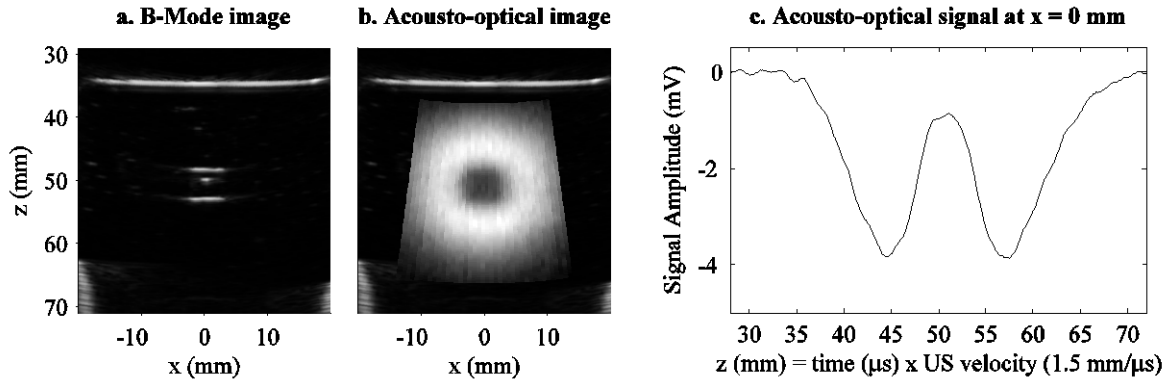 a. B-Mode image
b. Acousto-optical image
c. Acousto-optical signal at x = 0 mm
30
40
50
60
70
z (mm)
-10
0
10
x (mm)
-10
0
10
x (mm)
0
-2
-4
Signal Amplitude (mV)
30
35
40
45
50
55
60
65
70
z (mm) = time (μs) x US velocity (1.5 mm/μs)